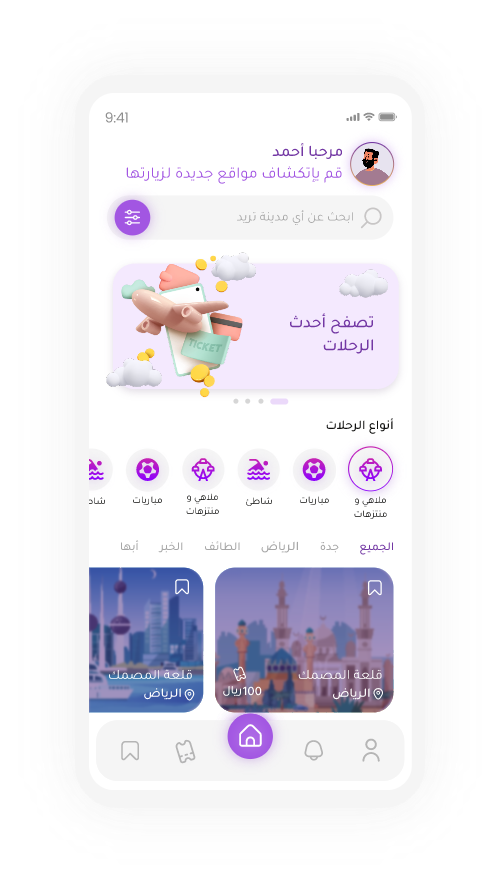 9:41
مرحبا أحمد
قم بإتكشاف مواقع جديدة لزيارتها
ابحث عن أي مدينة تريد
تصفح أحدث
الرحلات
TICKET
أنواع الرحلات
ملاهي و
منتزهات
مباريات
شاطئ
ملاهي و
منتزهات
مباريات
شاط
الجميع
جدة
الرياض
الطائف
الخبر
أبها
قلعة المصمك
الرياض
100ريال
قلعة المصمك
الرياض